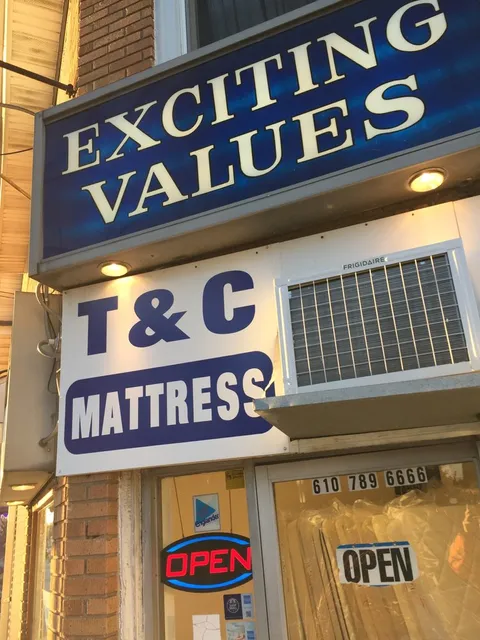 EXCITING
VALUES
FRIGIDAIRE
T & C
MATTRESS
610 789 6666
OPEN
OPEN